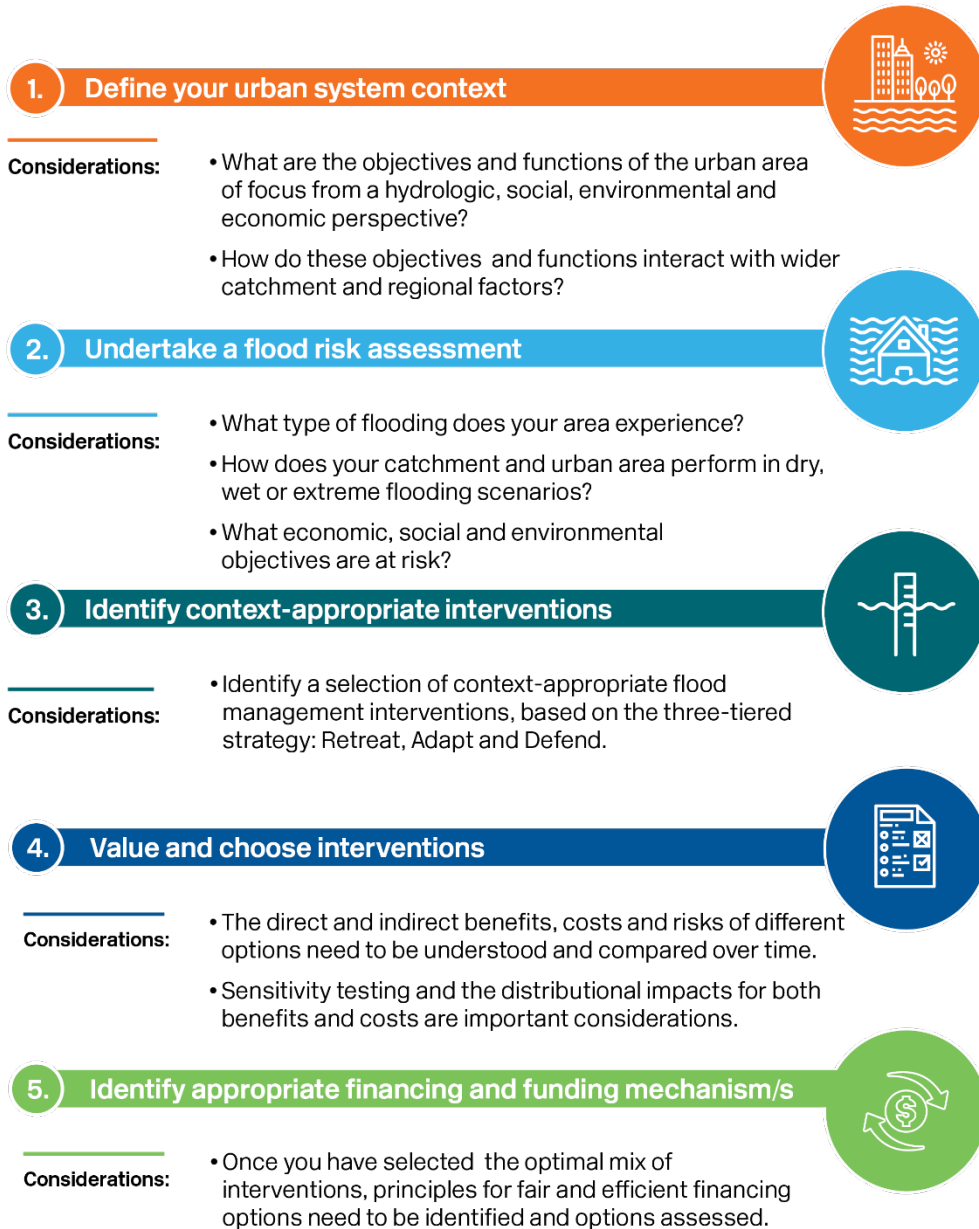 1. Define your urban system context
Considerations:
• What are the objectives and functions of the urban area
of focus from a hydrologic, social, environmental and
economic perspective?
• How do these objectives and functions interact with wider
catchment and regional factors?
2. Undertake a flood risk assessment
Considerations:
• What type of flooding does your area experience?
• How does your catchment and urban area perform in dry,
wet or extreme flooding scenarios?
• What economic, social and environmental
objectives are at risk?
3. Identify context-appropriate interventions
Considerations:
• Identify a selection of context-appropriate flood
management interventions, based on the three-tiered
strategy: Retreat, Adapt and Defend.
4. Value and choose interventions
Considerations:
• The direct and indirect benefits, costs and risks of different
options need to be understood and compared over time.
• Sensitivity testing and the distributional impacts for both
benefits and costs are important considerations.
5. Identify appropriate financing and funding mechanism/s
$
Considerations:
• Once you have selected the optimal mix of
interventions, principles for fair and efficient financing
options need to be identified and options assessed.